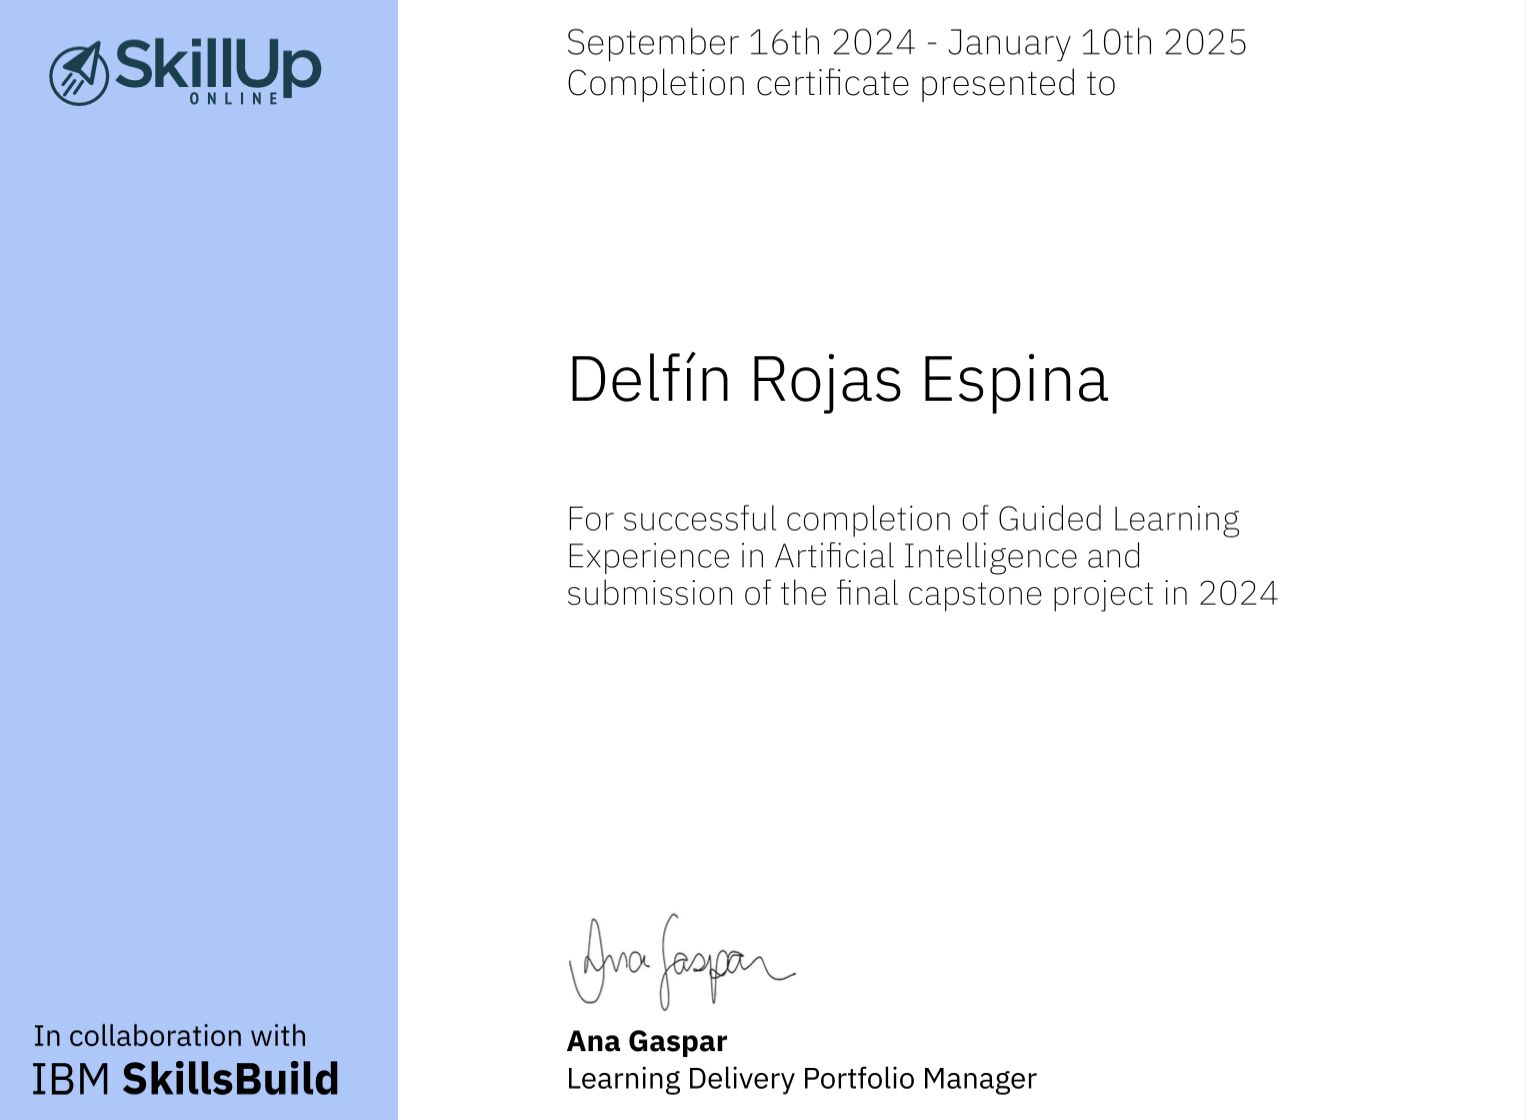 SkillUp
ONLINE
September 16th 2024 - January 10th 2025
Completion certificate presented to
Delfín Rojas Espina
For successful completion of Guided Learning
Experience in Artificial Intelligence and
submission of the final capstone project in 2024
Ana Gaspar
Ana Gaspar
Learning Delivery Portfolio Manager
In collaboration with
IBM SkillsBuild